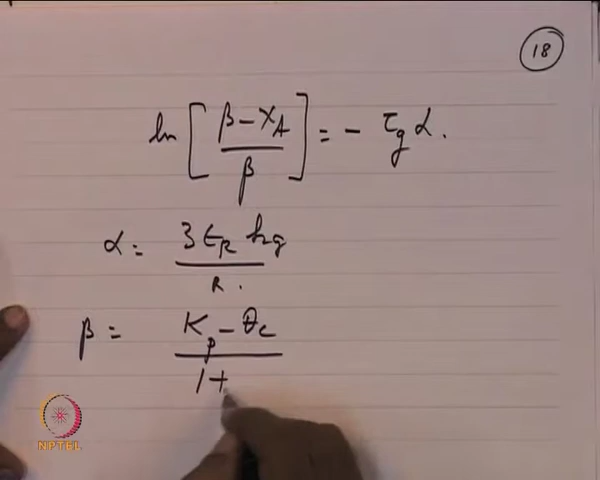 18
ln [ (β - X_A) / β ] = - τ_g α.
α = 3 ε_R k_g / R.
β = (K_p - θ_c) / 1+
NPTEL